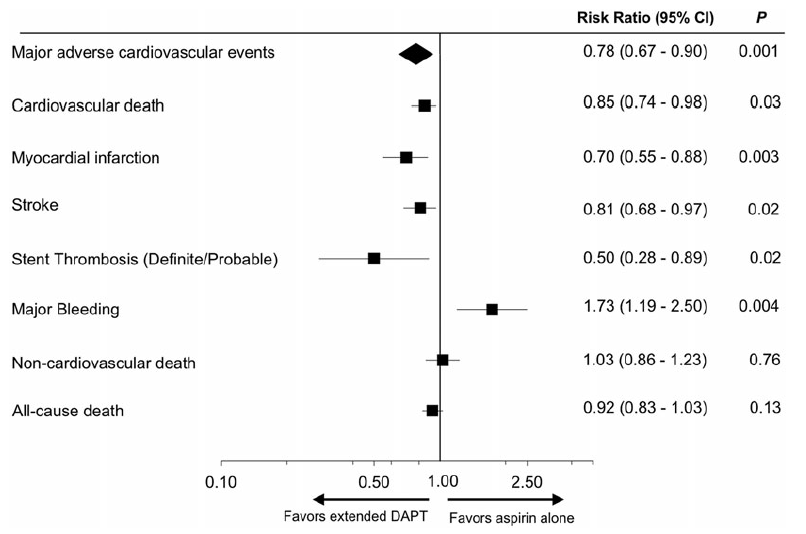 Risk Ratio (95% CI) P
Major adverse cardiovascular events 0.78 (0.67 - 0.90) 0.001
Cardiovascular death 0.85 (0.74 - 0.98) 0.03
Myocardial infarction 0.70 (0.55 - 0.88) 0.003
Stroke 0.81 (0.68 - 0.97) 0.02
Stent Thrombosis (Definite/Probable) 0.50 (0.28 - 0.89) 0.02
Major Bleeding 1.73 (1.19 - 2.50) 0.004
Non-cardiovascular death 1.03 (0.86 - 1.23) 0.76
All-cause death 0.92 (0.83 - 1.03) 0.13
0.10 0.50 1.00 2.50
Favors extended DAPT Favors aspirin alone